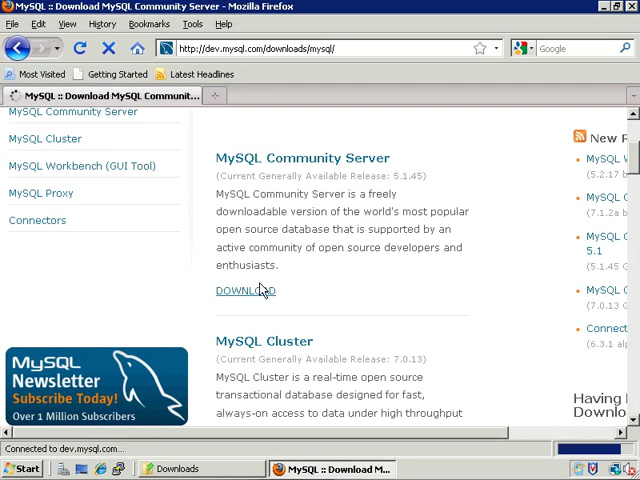 MySQL :: Download MySQL Community Server - Mozilla Firefox
File Edit View History Bookmarks Tools Help
http://dev.mysql.com/downloads/mysql/
Google
Most Visited Getting Started Latest Headlines
MySQL :: Download MySQL Communit...
MySQL Community Server
MySQL Cluster
MySQL Workbench (GUI Tool)
MySQL Proxy
Connectors
MySQL Newsletter
Subscribe Today!
Over 1 Million Subscribers
MySQL Community Server
(Current Generally Available Release: 5.1.45)
MySQL Community Server is a freely
downloadable version of the world's most popular
open source database that is supported by an
active community of open source developers and
enthusiasts.
DOWNLOAD
MySQL Cluster
(Current Generally Available Release: 7.0.13)
MySQL Cluster is a real-time open source
transactional database designed for fast,
always-on access to data under high throughput
New R
MySQL W
(5.2.17 b
MySQL C
(7.1.2a b
MySQL C
5.1
(5.1.45 G
MySQL C
(7.0.13 G
Connect
(6.3.1 alp
Having
Downlo
Connected to dev.mysql.com...
Start
Downloads
MySQL :: Download M...